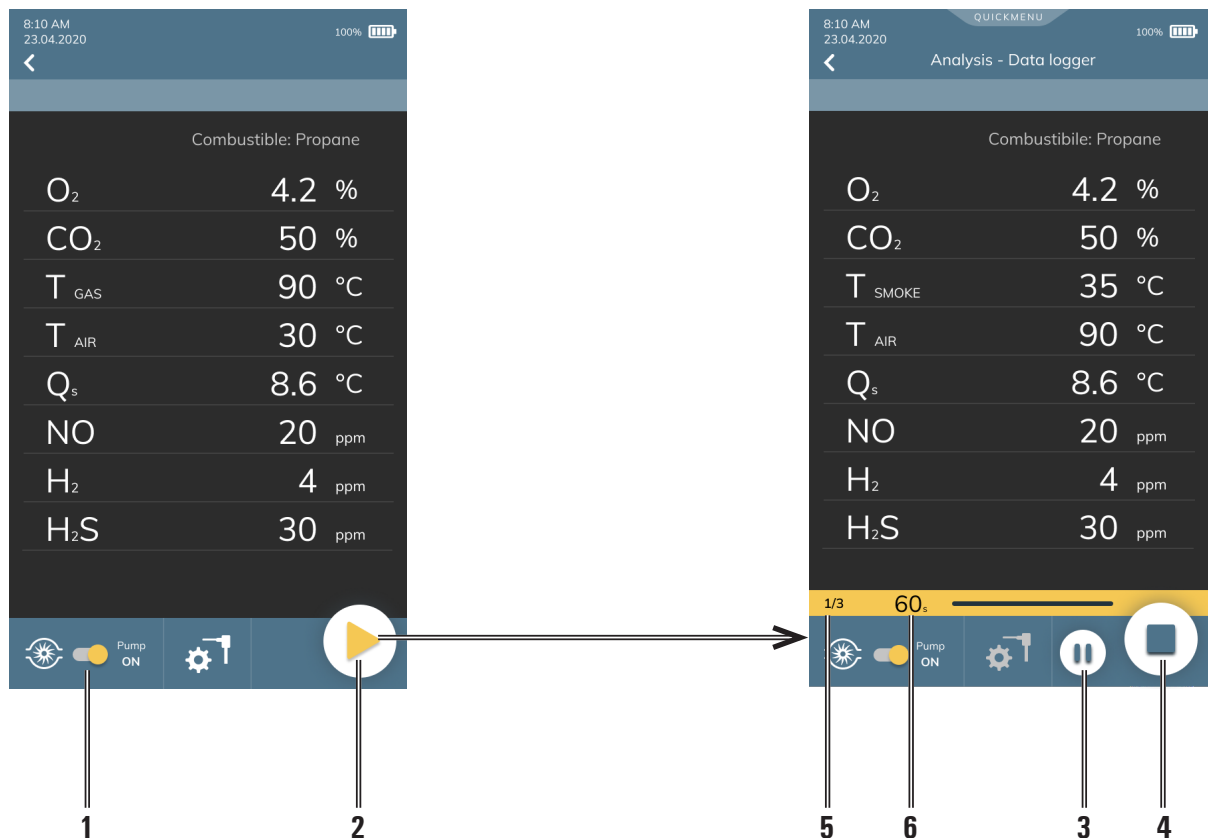 8:10 AM
23.04.2020
100%
Combustible: Propane
O₂ 4.2 %
CO₂ 50 %
T GAS 90 °C
T AIR 30 °C
Qs 8.6 °C
NO 20 ppm
H₂ 4 ppm
H₂S 30 ppm
Pump
ON
1
2
QUICKMENU
8:10 AM
23.04.2020
100%
Analysis - Data logger
Combustibile: Propane
O₂ 4.2 %
CO₂ 50 %
T SMOKE 35 °C
T AIR 90 °C
Qs 8.6 °C
NO 20 ppm
H₂ 4 ppm
H₂S 30 ppm
1/3 60s
Pump
ON
5
6
3
4